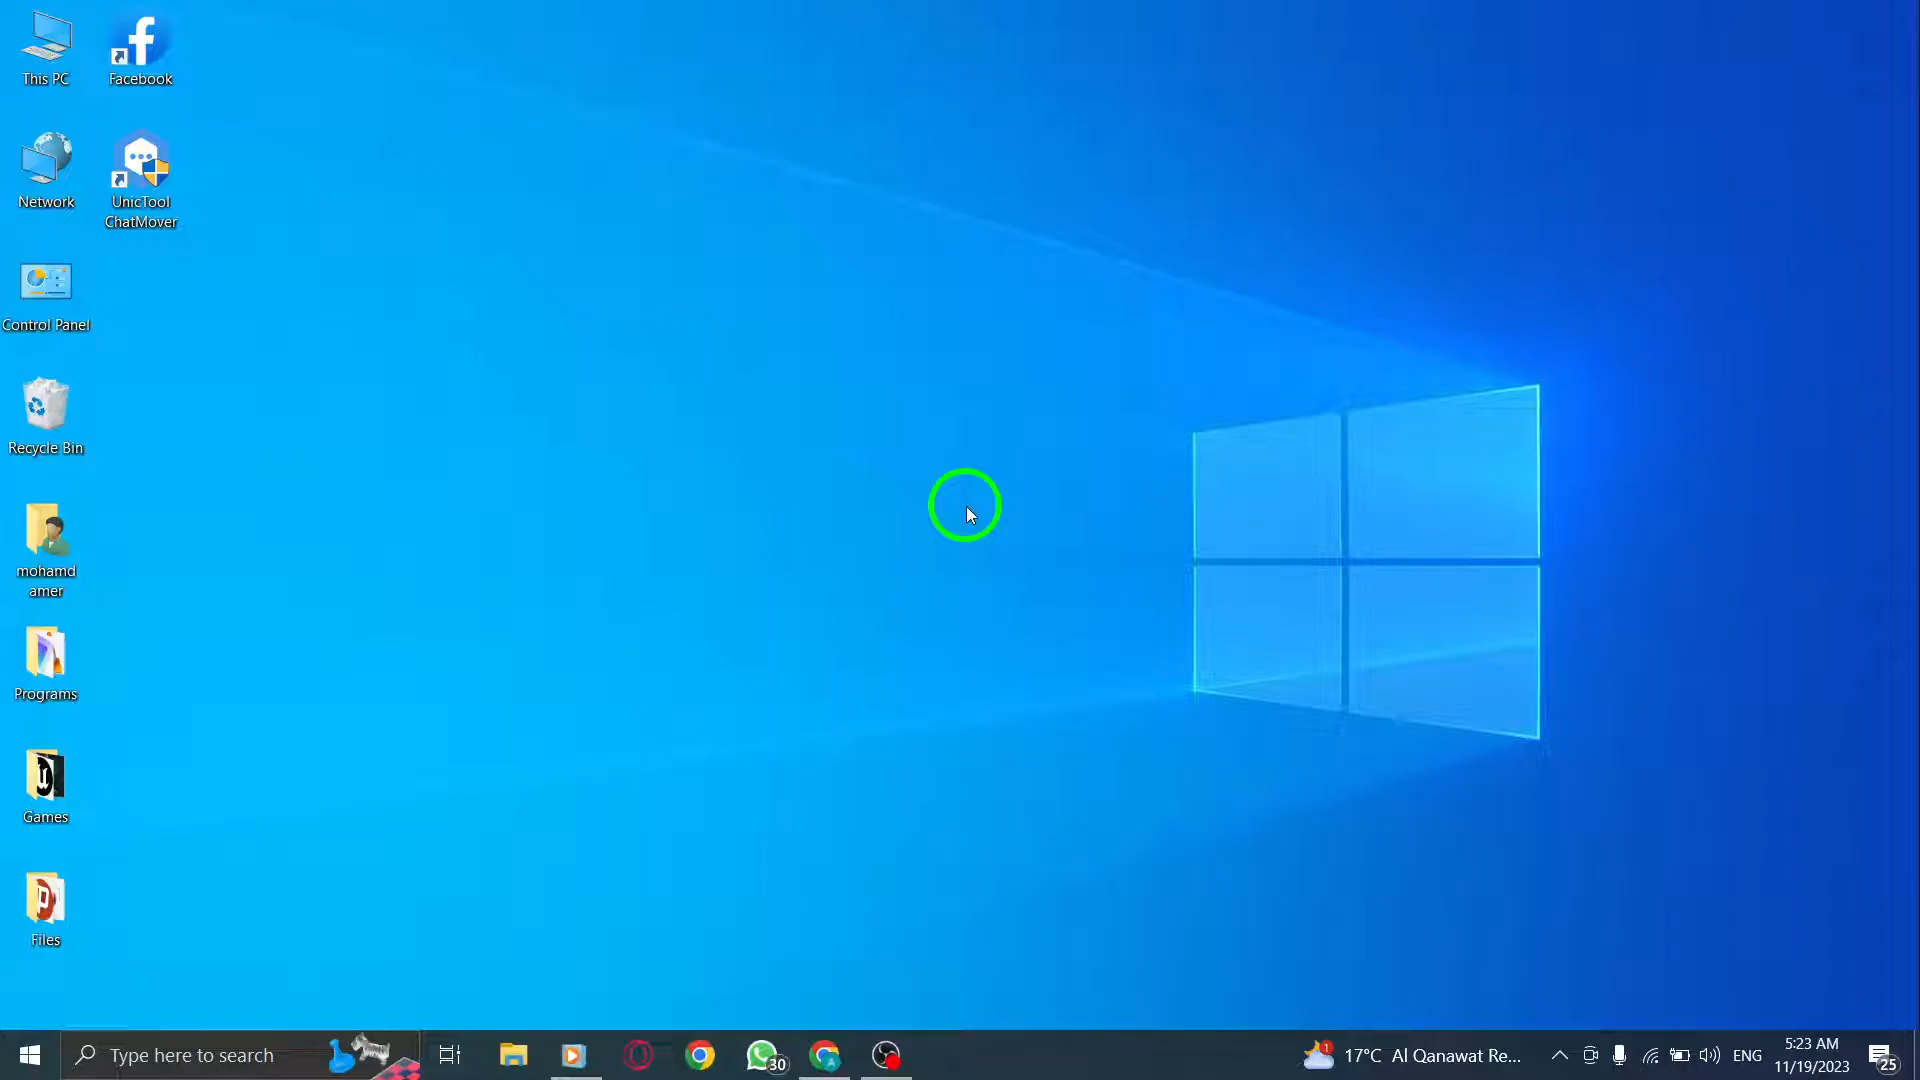 This PC
Facebook
Network
UnicTool
ChatMover
Control Panel
Recycle Bin
mohamd
amer
Programs
Games
Files
Type here to search
30
1
17°C Al Qanawat Re...
ENG
5:23 AM
11/19/2023
25